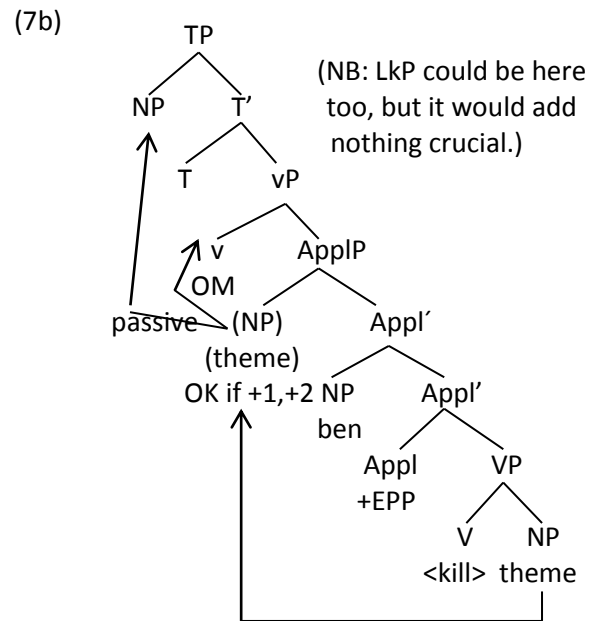 (7b)
TP
(NB: LkP could be here
too, but it would add
nothing crucial.)
NP T’
T vP
v ApplP
OM
passive (NP) Appl´
(theme)
OK if +1,+2 NP Appl’
ben
Appl VP
+EPP
V NP
<kill> theme